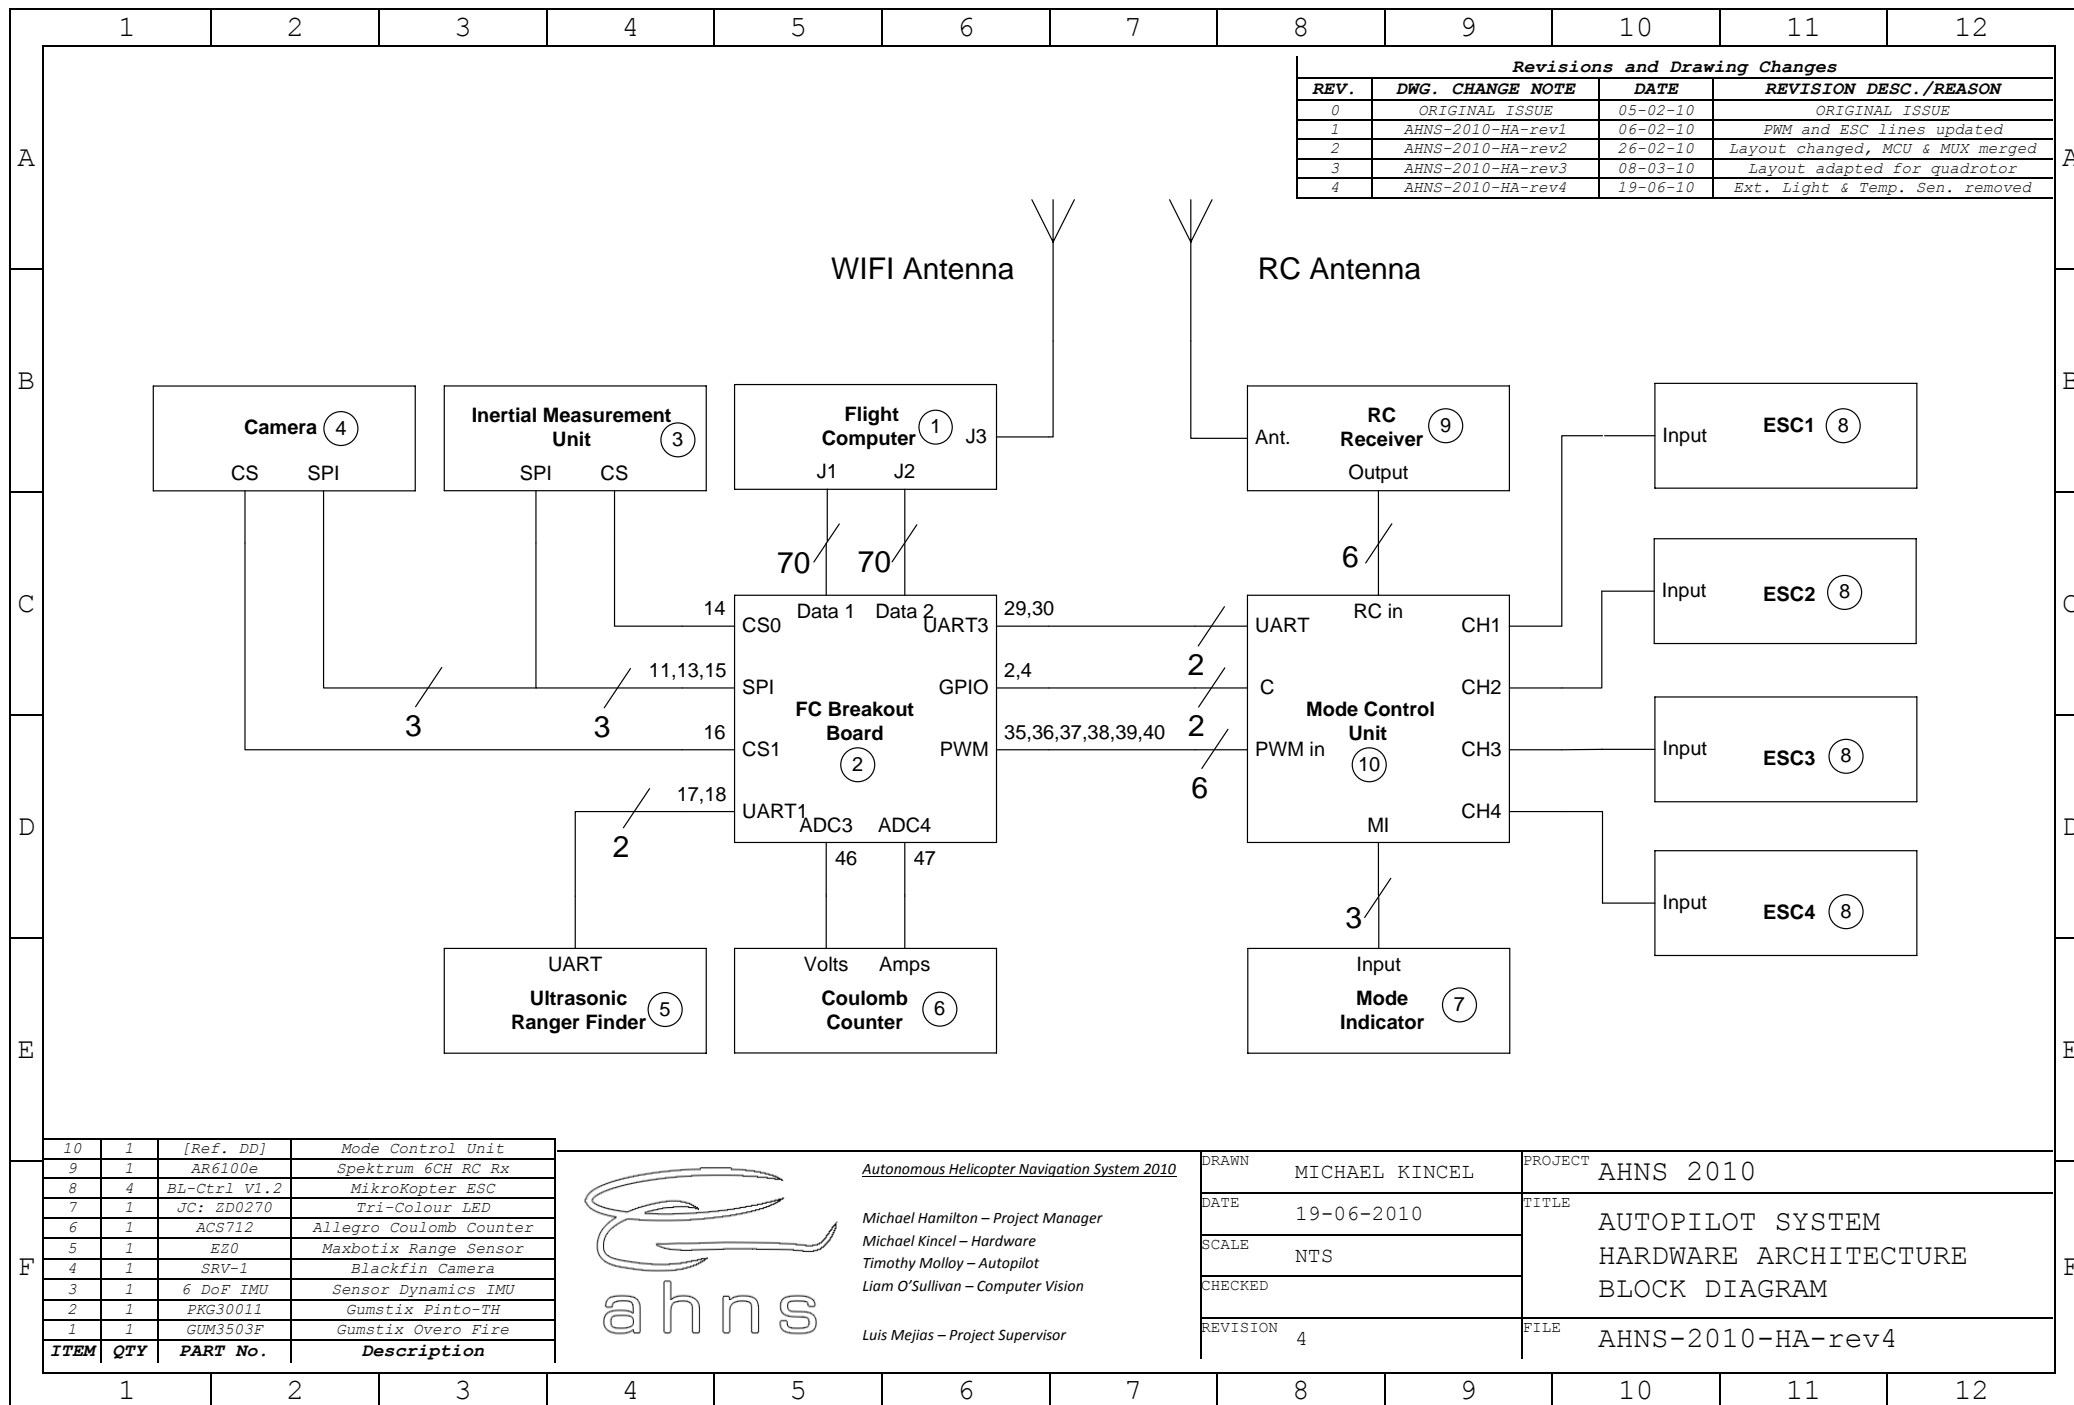 1 2 3 4 5 6 7 8 9 10 11 12
Revisions and Drawing Changes
REV. DWG. CHANGE NOTE DATE REVISION DESC./REASON
0 ORIGINAL ISSUE 05-02-10 ORIGINAL ISSUE
1 AHNS-2010-HA-rev1 06-02-10 PWM and ESC lines updated
2 AHNS-2010-HA-rev2 26-02-10 Layout changed, MCU & MUX merged
3 AHNS-2010-HA-rev3 08-03-10 Layout adapted for quadrotor
4 AHNS-2010-HA-rev4 19-06-10 Ext. Light & Temp. Sen. removed
A A
WIFI Antenna RC Antenna
B B
Camera 4
CS SPI
Inertial Measurement
Unit 3
SPI CS
Flight
Computer 1 J3
J1 J2
RC
Receiver 9
Ant.
Output
Input ESC1 8
70 70 6
Input ESC2 8
C C
14 CS0 Data 1 Data 2 UART3 29,30
11,13,15 SPI GPIO 2,4
FC Breakout
Board
2
16 CS1 PWM 35,36,37,38,39,40
17,18 UART1 ADC3 ADC4
46 47
3 3 2
2
2
6
UART RC in CH1
C CH2
Mode Control
Unit
10
PWM in CH3
MI CH4
Input ESC3 8
D D
3
Input ESC4 8
UART
Ultrasonic
Ranger Finder 5
Volts Amps
Coulomb
Counter 6
Input
Mode
Indicator 7
E E
10 1 [Ref. DD] Mode Control Unit
9 1 AR6100e Spektrum 6CH RC Rx
8 4 BL-Ctrl V1.2 MikroKopter ESC
7 1 JC: ZD0270 Tri-Colour LED
6 1 ACS712 Allegro Coulomb Counter
5 1 EZ0 Maxbotix Range Sensor
4 1 SRV-1 Blackfin Camera
3 1 6 DoF IMU Sensor Dynamics IMU
2 1 PKG30011 Gumstix Pinto-TH
1 1 GUM3503F Gumstix Overo Fire
ITEM QTY PART No. Description
F F
ahns
Autonomous Helicopter Navigation System 2010
Michael Hamilton – Project Manager
Michael Kincel – Hardware
Timothy Molloy – Autopilot
Liam O'Sullivan – Computer Vision
Luis Mejias – Project Supervisor
DRAWN MICHAEL KINCEL
DATE 19-06-2010
SCALE NTS
CHECKED
REVISION 4
PROJECT AHNS 2010
TITLE AUTOPILOT SYSTEM
HARDWARE ARCHITECTURE
BLOCK DIAGRAM
FILE AHNS-2010-HA-rev4
1 2 3 4 5 6 7 8 9 10 11 12